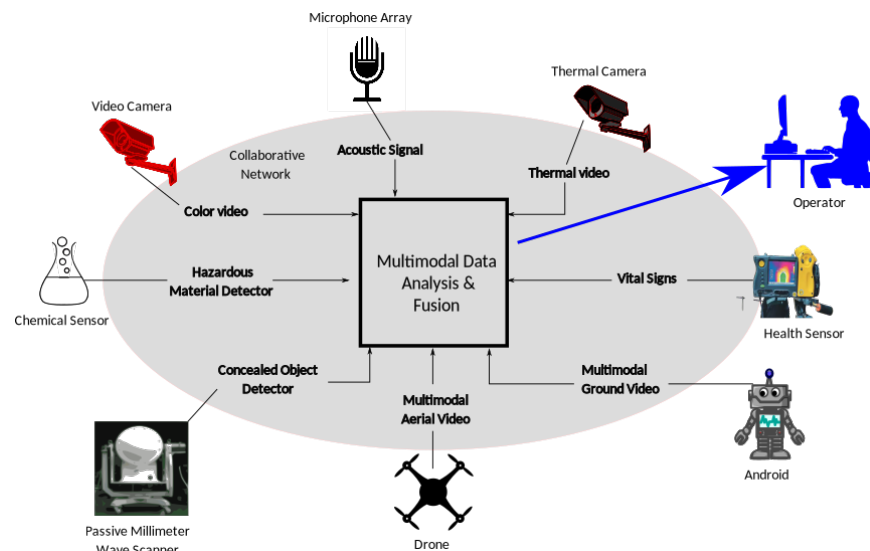 Microphone Array
Thermal Camera
Video Camera
Collaborative
Network
Acoustic Signal
Thermal video
Operator
Color video
Multimodal Data
Analysis &
Fusion
Hazardous
Material Detector
Vital Signs
Chemical Sensor
Health Sensor
Concealed Object
Detector
Multimodal
Aerial Video
Multimodal
Ground Video
Android
Passive Millimeter
Wave Scanner
Drone